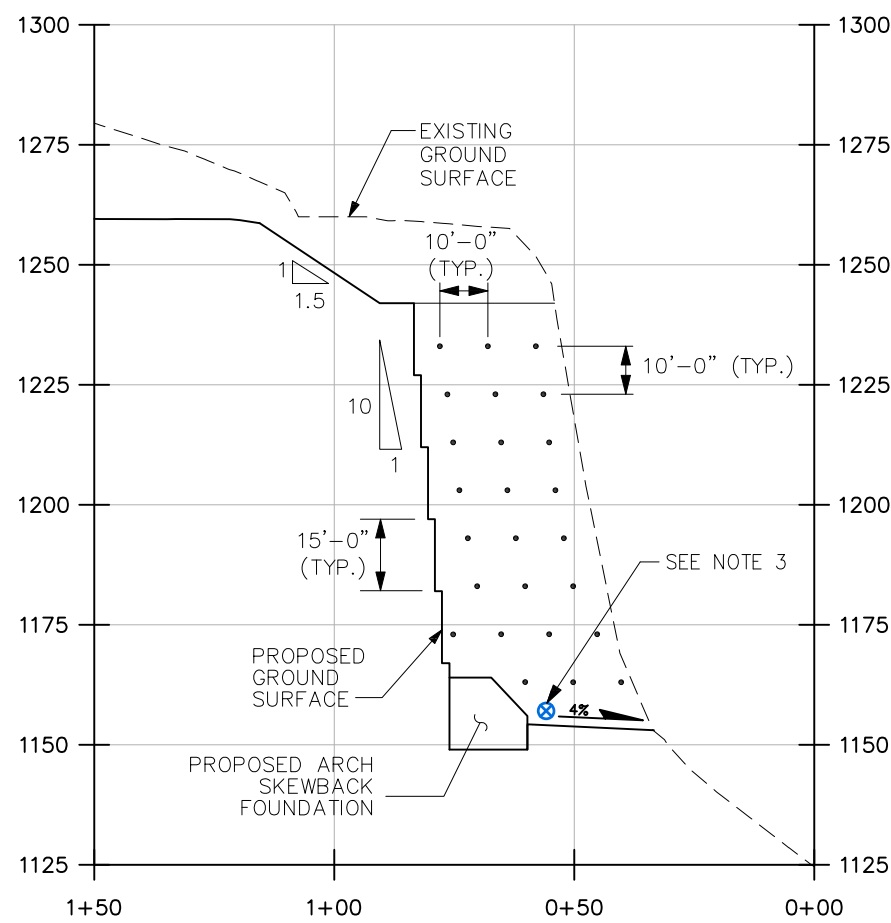 1300
1300
EXISTING
GROUND
SURFACE
1275
1275
10'-0"
(TYP.)
1250
1250
1
1.5
10'-0" (TYP.)
1225
1225
10
1
1200
1200
15'-0"
(TYP.)
SEE NOTE 3
1175
1175
PROPOSED
GROUND
SURFACE
4%
1150
1150
PROPOSED ARCH
SKEWBACK
FOUNDATION
1125
1125
1+50
1+00
0+50
0+00